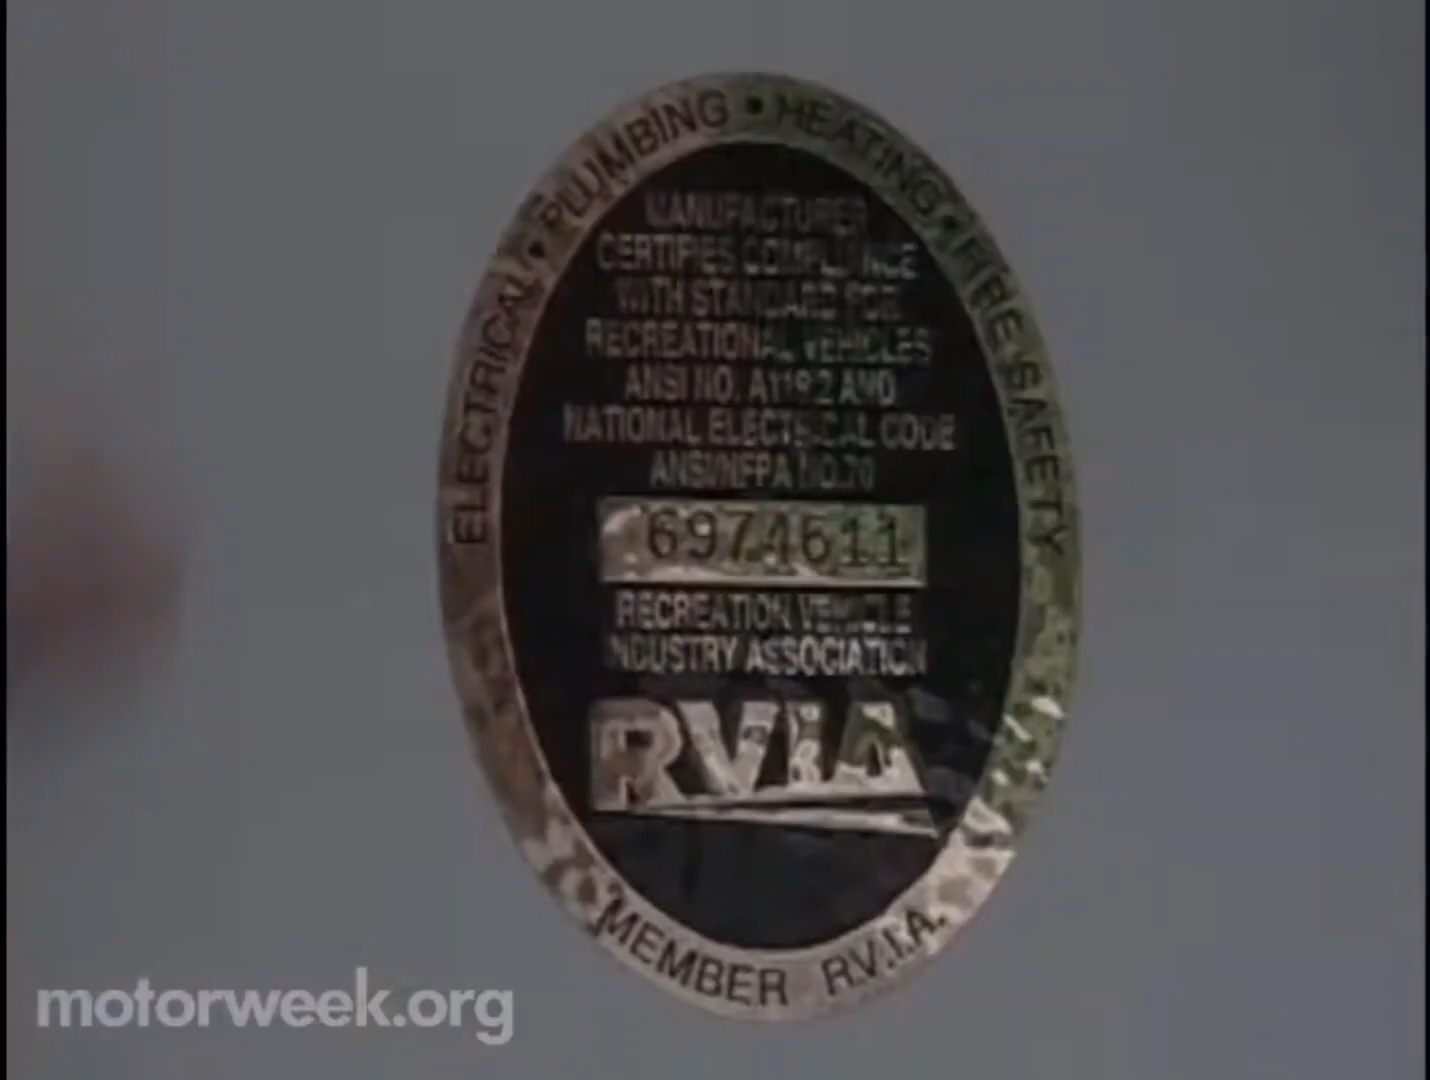 ELECTRICAL • PLUMBING • HEATING • FIRE SAFETY
MANUFACTURER
CERTIFIES COMPLIANCE
WITH STANDARD FOR
RECREATIONAL VEHICLES
ANSI NO. A119.2 AND
NATIONAL ELECTRICAL CODE
ANSI/NFPA NO.70
6974611
RECREATION VEHICLE
INDUSTRY ASSOCIATION
RVIA
MEMBER R.V.I.A.
motorweek.org